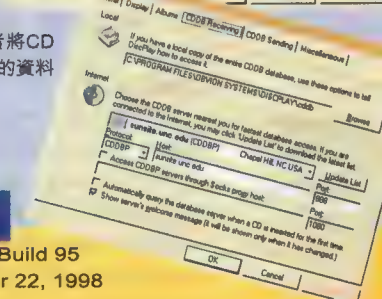 者將CD
的資料
Display | Album | CDDB Receiving | CDDB Sending | Miscellaneous |
Local
If you have a local copy of the entire CDDB database, use these options to tell
DiscPlay how to access it.
C:\PROGRAM FILES\OBVION SYSTEMS\DISCPLAY\cddb
Browse
Internet
Choose the CDDB server nearest you for fastest database access. If you are
connected to the Internet, you may click 'Update List' to download the latest list.
sunsite.unc.edu (CDDBP)
Chapel Hill, NC USA
Update List
Protocol:
Host:
Port:
CDDBP
sunsite.unc.edu
888
Access CDDBP servers through Socks proxy host:
Port:
1080
Automatically query the database server when a CD is inserted for the first time.
Show server's welcome message (it will be shown only when it has changed.)
OK
Cancel
Build 95
r 22, 1998